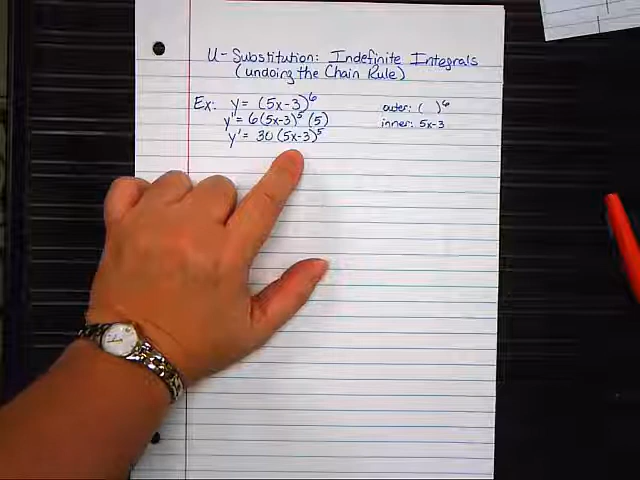 U - Substitution: Indefinite Integrals
(undoing the Chain Rule)
Ex: y = (5x-3)⁶
outer: ( )⁶
y' = 6(5x-3)⁵ (5)
inner: 5x-3
y' = 30 (5x-3)⁵